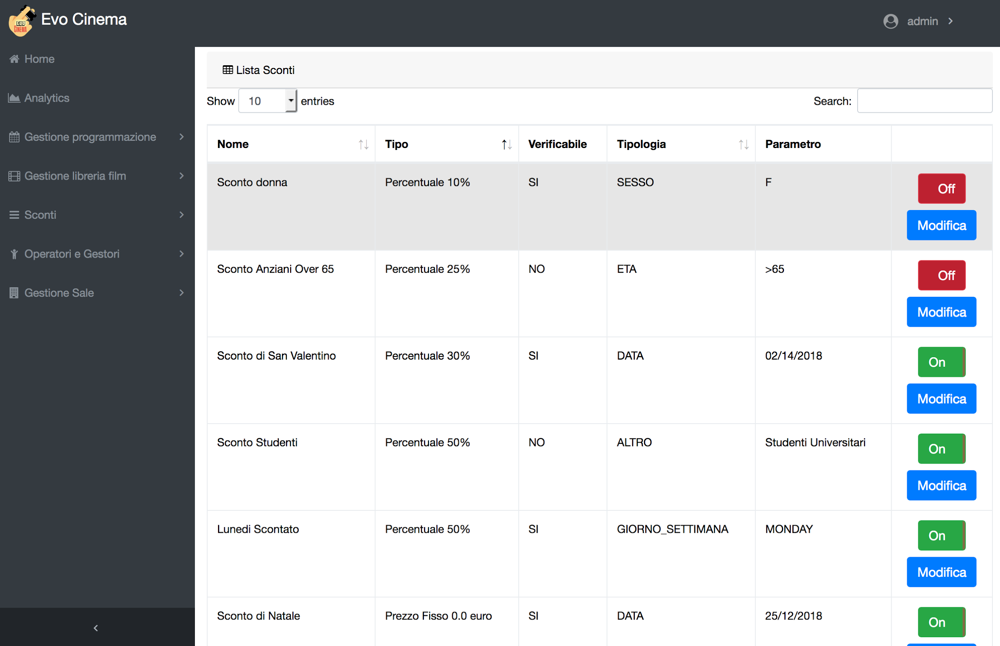 EVO
CINEMA
Evo Cinema
admin
Home
Analytics
Gestione programmazione
Gestione libreria film
Sconti
Operatori e Gestori
Gestione Sale
Lista Sconti
Show 10 entries Search:
Nome Tipo Verificabile Tipologia Parametro
Sconto donna Percentuale 10% SI SESSO F Off
Modifica
Sconto Anziani Over 65 Percentuale 25% NO ETA >65 Off
Modifica
Sconto di San Valentino Percentuale 30% SI DATA 02/14/2018 On
Modifica
Sconto Studenti Percentuale 50% NO ALTRO Studenti Universitari On
Modifica
Lunedi Scontato Percentuale 50% SI GIORNO_SETTIMANA MONDAY On
Modifica
Sconto di Natale Prezzo Fisso 0.0 euro SI DATA 25/12/2018 On